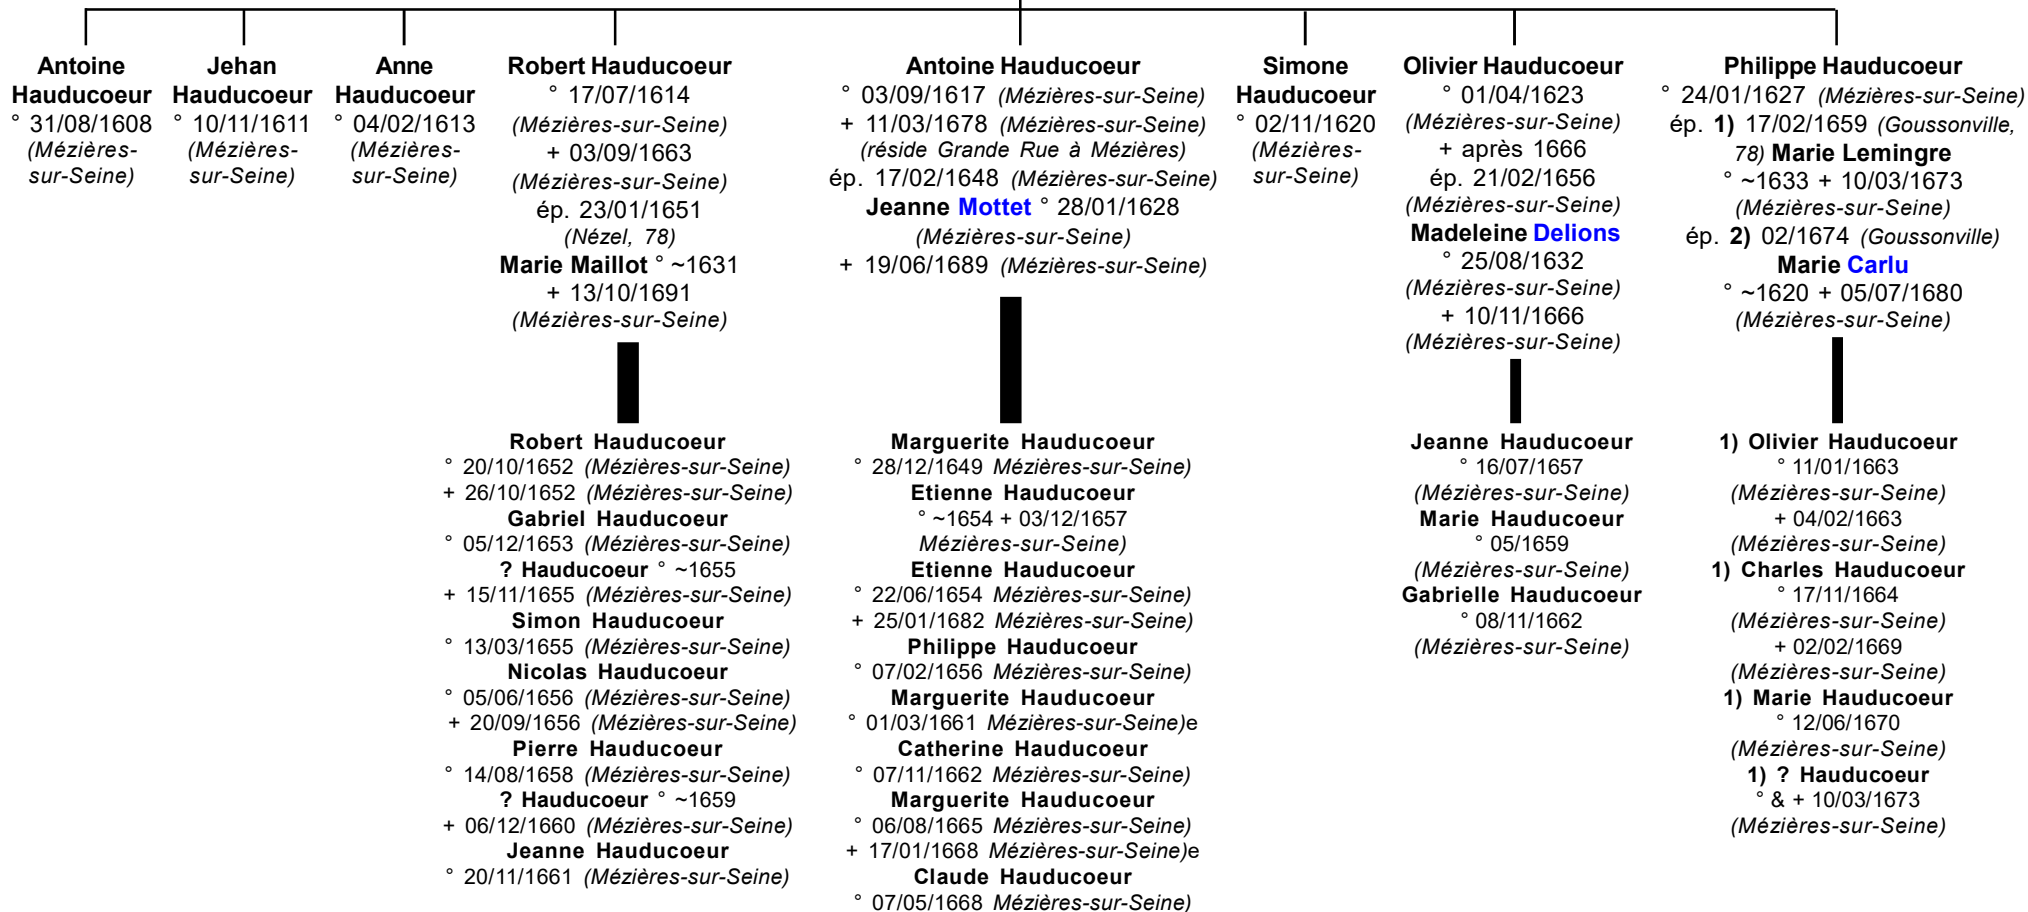 Antoine
Hauducoeur
° 31/08/1608
(Mézières-
sur-Seine)
Jehan
Hauducoeur
° 10/11/1611
(Mézières-
sur-Seine)
Anne
Hauducoeur
° 04/02/1613
(Mézières-
sur-Seine)
Robert Hauducoeur
° 17/07/1614
(Mézières-sur-Seine)
+ 03/09/1663
(Mézières-sur-Seine)
ép. 23/01/1651
(Nézel, 78)
Marie Maillot ° ~1631
+ 13/10/1691
(Mézières-sur-Seine)
Antoine Hauducoeur
° 03/09/1617 (Mézières-sur-Seine)
+ 11/03/1678 (Mézières-sur-Seine)
(réside Grande Rue à Mézières)
ép. 17/02/1648 (Mézières-sur-Seine)
Jeanne Mottet ° 28/01/1628
(Mézières-sur-Seine)
+ 19/06/1689 (Mézières-sur-Seine)
Simone
Hauducoeur
° 02/11/1620
(Mézières-
sur-Seine)
Olivier Hauducoeur
° 01/04/1623
(Mézières-sur-Seine)
+ après 1666
ép. 21/02/1656
(Mézières-sur-Seine)
Madeleine Delions
° 25/08/1632
(Mézières-sur-Seine)
+ 10/11/1666
(Mézières-sur-Seine)
Philippe Hauducoeur
° 24/01/1627 (Mézières-sur-Seine)
ép. 1) 17/02/1659 (Goussonville,
78) Marie Lemingre
° ~1633 + 10/03/1673
(Mézières-sur-Seine)
ép. 2) 02/1674 (Goussonville)
Marie Carlu
° ~1620 + 05/07/1680
(Mézières-sur-Seine)
Robert Hauducoeur
° 20/10/1652 (Mézières-sur-Seine)
+ 26/10/1652 (Mézières-sur-Seine)
Gabriel Hauducoeur
° 05/12/1653 (Mézières-sur-Seine)
? Hauducoeur ° ~1655
+ 15/11/1655 (Mézières-sur-Seine)
Simon Hauducoeur
° 13/03/1655 (Mézières-sur-Seine)
Nicolas Hauducoeur
° 05/06/1656 (Mézières-sur-Seine)
+ 20/09/1656 (Mézières-sur-Seine)
Pierre Hauducoeur
° 14/08/1658 (Mézières-sur-Seine)
? Hauducoeur ° ~1659
+ 06/12/1660 (Mézières-sur-Seine)
Jeanne Hauducoeur
° 20/11/1661 (Mézières-sur-Seine)
Marguerite Hauducoeur
° 28/12/1649 Mézières-sur-Seine)
Etienne Hauducoeur
° ~1654 + 03/12/1657
Mézières-sur-Seine)
Etienne Hauducoeur
° 22/06/1654 Mézières-sur-Seine)
+ 25/01/1682 Mézières-sur-Seine)
Philippe Hauducoeur
° 07/02/1656 Mézières-sur-Seine)
Marguerite Hauducoeur
° 01/03/1661 Mézières-sur-Seine)e
Catherine Hauducoeur
° 07/11/1662 Mézières-sur-Seine)
Marguerite Hauducoeur
° 06/08/1665 Mézières-sur-Seine)
+ 17/01/1668 Mézières-sur-Seine)e
Claude Hauducoeur
° 07/05/1668 Mézières-sur-Seine)
Jeanne Hauducoeur
° 16/07/1657
(Mézières-sur-Seine)
Marie Hauducoeur
° 05/1659
(Mézières-sur-Seine)
Gabrielle Hauducoeur
° 08/11/1662
(Mézières-sur-Seine)
1) Olivier Hauducoeur
° 11/01/1663
(Mézières-sur-Seine)
+ 04/02/1663
(Mézières-sur-Seine)
1) Charles Hauducoeur
° 17/11/1664
(Mézières-sur-Seine)
+ 02/02/1669
(Mézières-sur-Seine)
1) Marie Hauducoeur
° 12/06/1670
(Mézières-sur-Seine)
1) ? Hauducoeur
° & + 10/03/1673
(Mézières-sur-Seine)